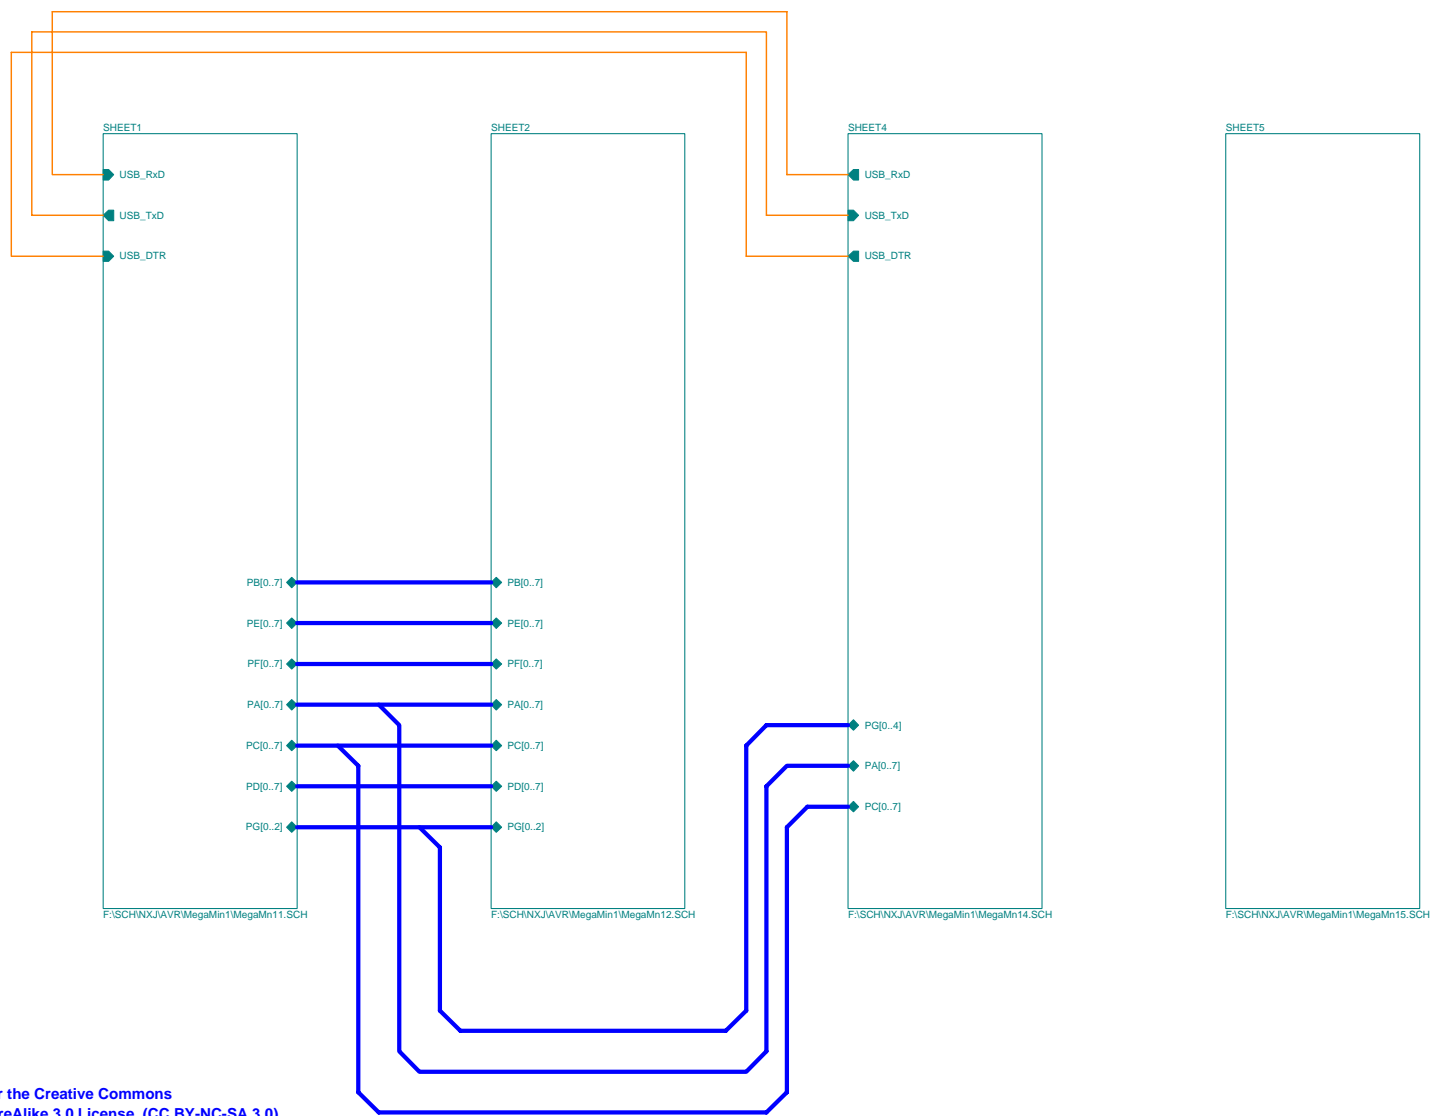 SHEET1
USB_RxD
USB_TxD
USB_DTR
PB[0..7]
PE[0..7]
PF[0..7]
PA[0..7]
PC[0..7]
PD[0..7]
PG[0..2]
F:\SCH\NXJ\AVR\MegaMin1\MegaMn11.SCH
SHEET2
PB[0..7]
PE[0..7]
PF[0..7]
PA[0..7]
PC[0..7]
PD[0..7]
PG[0..2]
F:\SCH\NXJ\AVR\MegaMin1\MegaMn12.SCH
SHEET4
USB_RxD
USB_TxD
USB_DTR
PG[0..4]
PA[0..7]
PC[0..7]
F:\SCH\NXJ\AVR\MegaMin1\MegaMn14.SCH
SHEET5
F:\SCH\NXJ\AVR\MegaMin1\MegaMn15.SCH
r the Creative Commons
reAlike 3.0 License (CC BY-NC-SA 3.0)